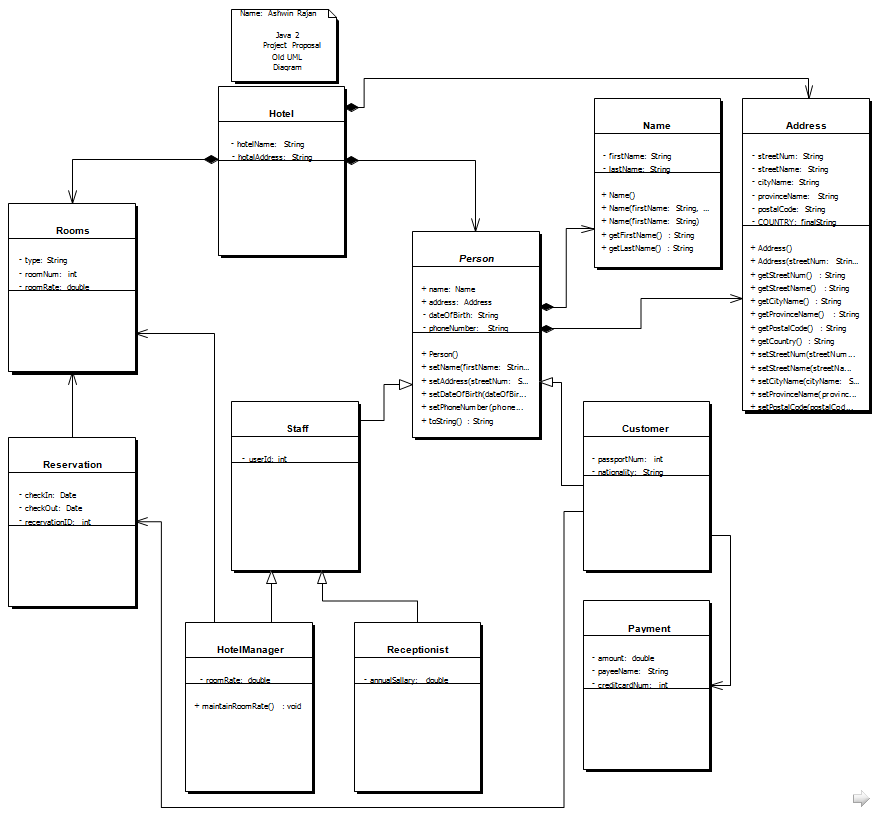 Name: Ashwin Rajan
Java 2
Project Proposal
Old UML
Diagram
Hotel
- hotelName: String
- hotalAddress: String
Name
- firstName: String
- lastName: String
+ Name()
+ Name(firstName: String, ...
+ Name(firstName: String)
+ getFirstName() : String
+ getLastName() : String
Address
- streetNum: String
- streetName: String
- cityName: String
- provinceName: String
- postalCode: String
- COUNTRY: finalString
+ Address()
+ Address(streetNum: Strin...
+ getStreetNum() : String
+ getStreetName() : String
+ getCityName() : String
+ getProvinceName() : String
+ getPostalCode() : String
+ getCountry() : String
+ setStreetNum(streetNum...
+ setStreetName(streetNa...
+ setCityName(cityName: S...
+ setProvinceName(provinc...
+ setPostalCode(postalCod...
Rooms
- type: String
- roomNum: int
- roomRate: double
Person
+ name: Name
+ address: Address
- dateOfBirth: String
- phoneNumber: String
+ Person()
+ setName(firstName: Strin...
+ setAddress(streetNum: S...
+ setDateOfBirth(dateOfBir...
+ setPhoneNumber(phone...
+ toString() : String
Staff
- userId: int
Customer
- passportNum: int
- nationality: String
Reservation
- checkIn: Date
- checkOut: Date
- reservationID: int
HotelManager
- roomRate: double
+ maintainRoomRate() : void
Receptionist
- annualSallary: double
Payment
- amount: double
- payeeName: String
- creditcardNum: int